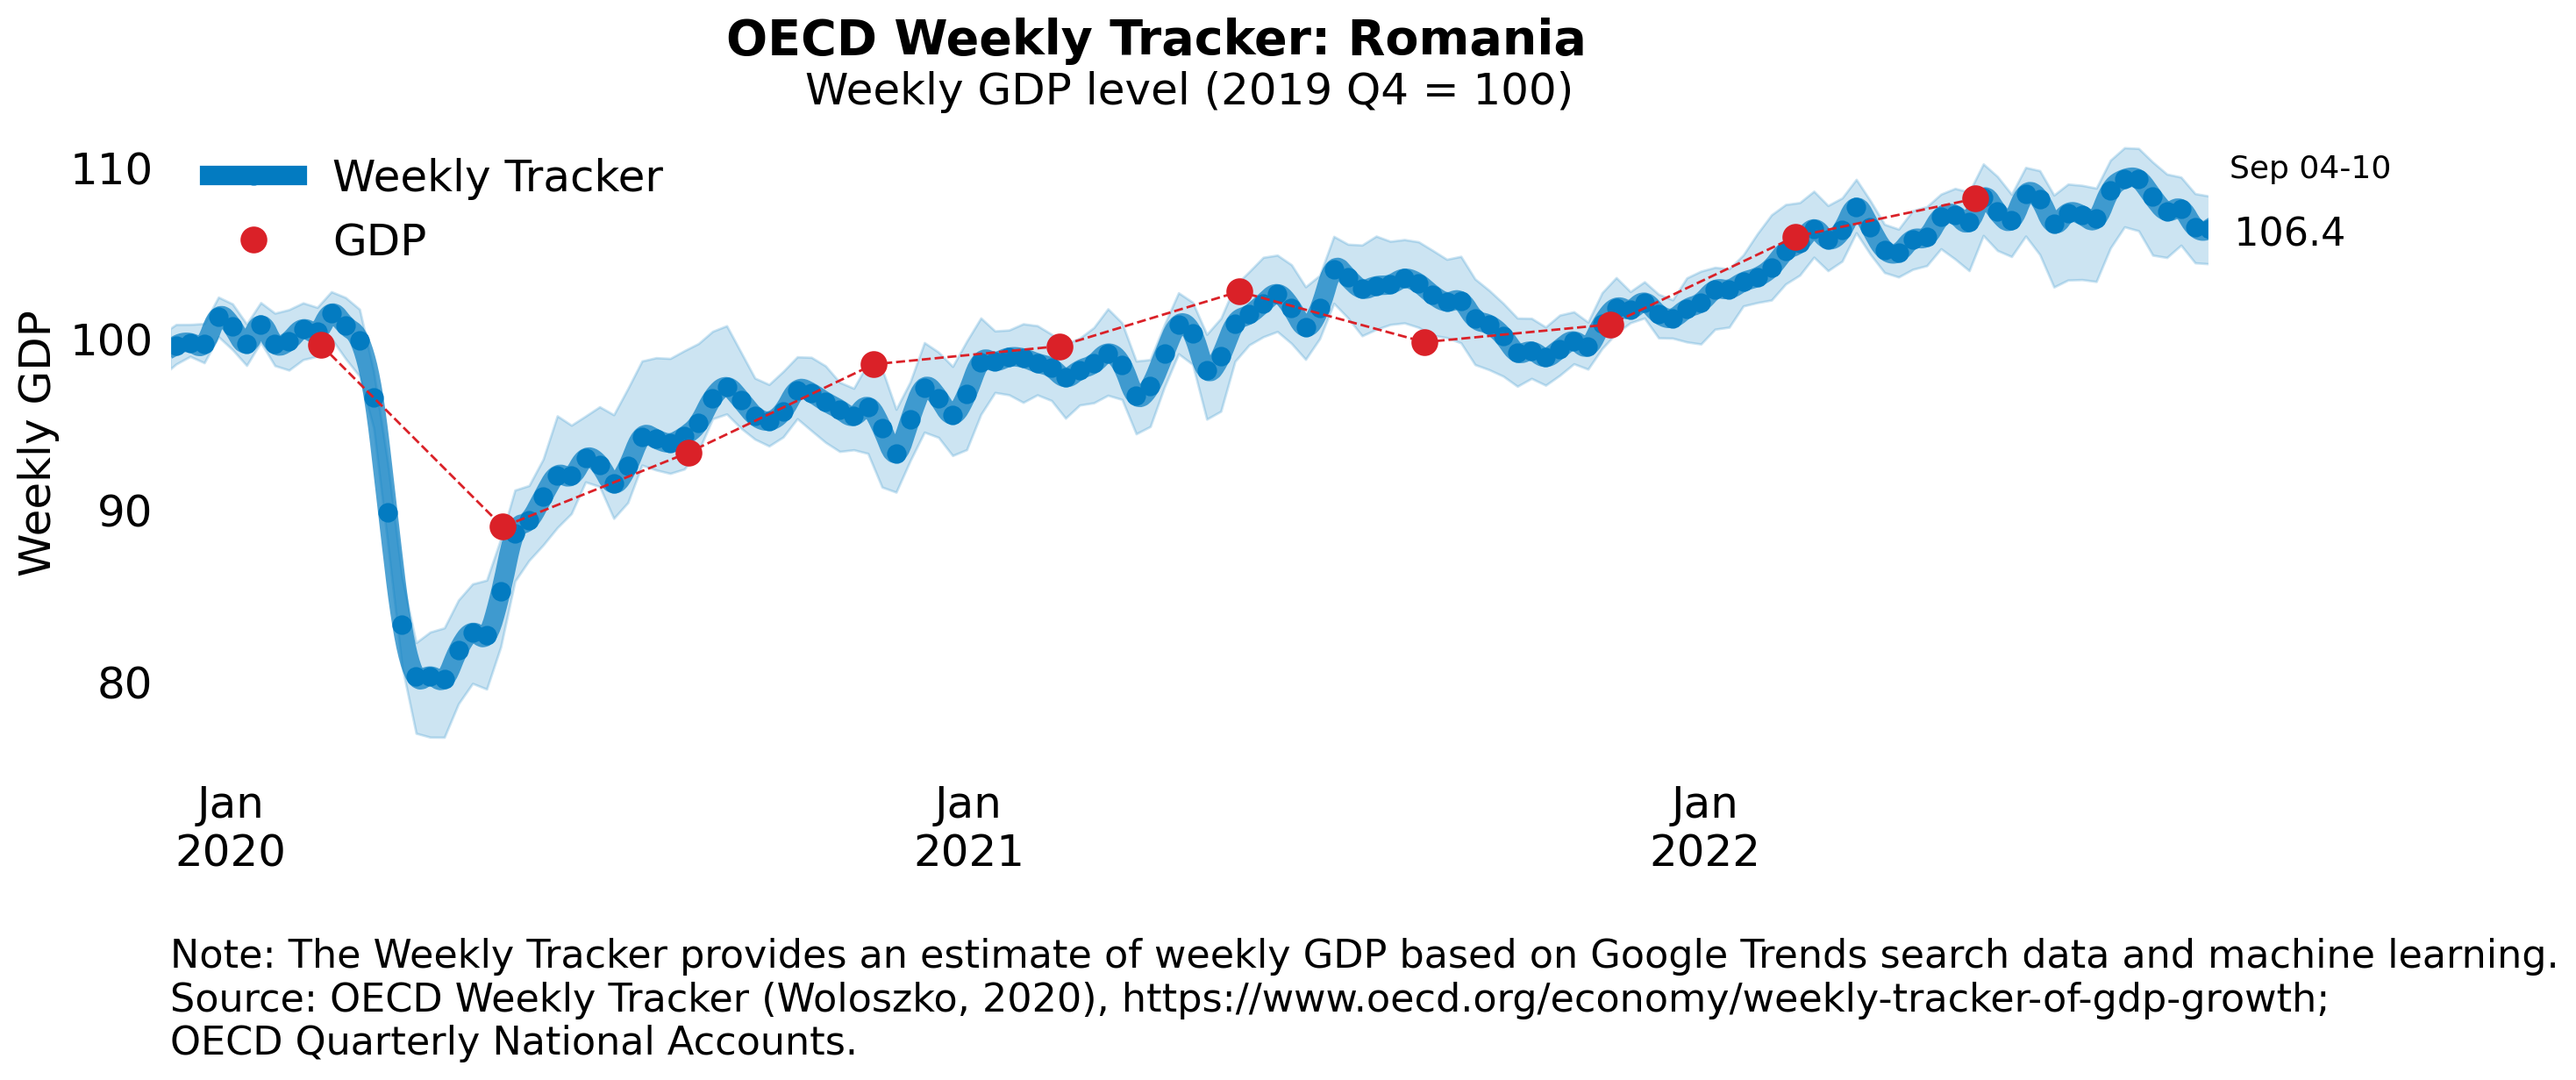 OECD Weekly Tracker: Romania
Weekly GDP level (2019 Q4 = 100)
Weekly Tracker
GDP
110
100
90
80
Weekly GDP
Sep 04-10
106.4
Jan
2020
Jan
2021
Jan
2022
Note: The Weekly Tracker provides an estimate of weekly GDP based on Google Trends search data and machine learning.
Source: OECD Weekly Tracker (Woloszko, 2020), https://www.oecd.org/economy/weekly-tracker-of-gdp-growth;
OECD Quarterly National Accounts.